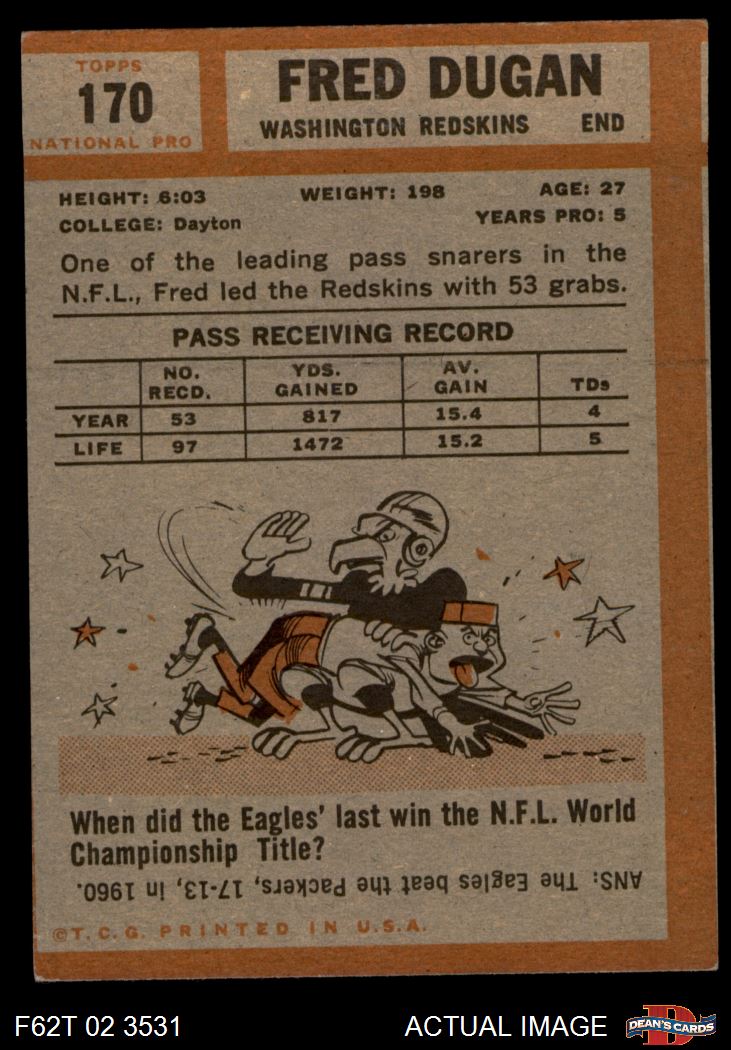 TOPPS
170
NATIONAL PRO
FRED DUGAN
WASHINGTON REDSKINS END
HEIGHT: 6:03 WEIGHT: 198 AGE: 27
COLLEGE: Dayton YEARS PRO: 5
One of the leading pass snarers in the
N.F.L., Fred led the Redskins with 53 grabs.
PASS RECEIVING RECORD
NO. RECD. YDS. GAINED AV. GAIN TDs
YEAR 53 817 15.4 4
LIFE 97 1472 15.2 5
When did the Eagles' last win the N.F.L. World
Championship Title?
ANS: The Eagles beat the Packers, 17-13, in 1960.
©T.C.G. PRINTED IN U.S.A.
F62T 02 3531 ACTUAL IMAGE DEAN'S CARDS